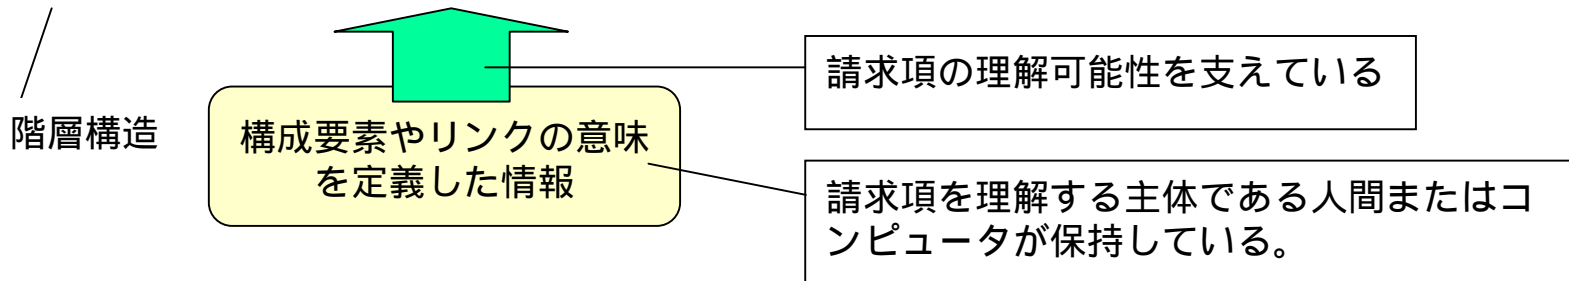 請求項の理解可能性を支えている
階層構造
構成要素やリンクの意味
を定義した情報
請求項を理解する主体である人間またはコ
ンピュータが保持している。